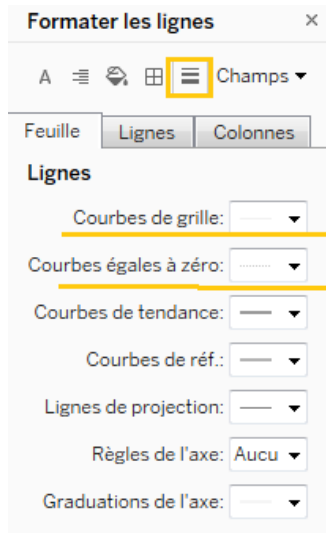 Formater les lignes ×
A Champs
Feuille Lignes Colonnes
Lignes
Courbes de grille:
Courbes égales à zéro:
Courbes de tendance:
Courbes de réf.:
Lignes de projection:
Règles de l'axe: Aucu
Graduations de l'axe: